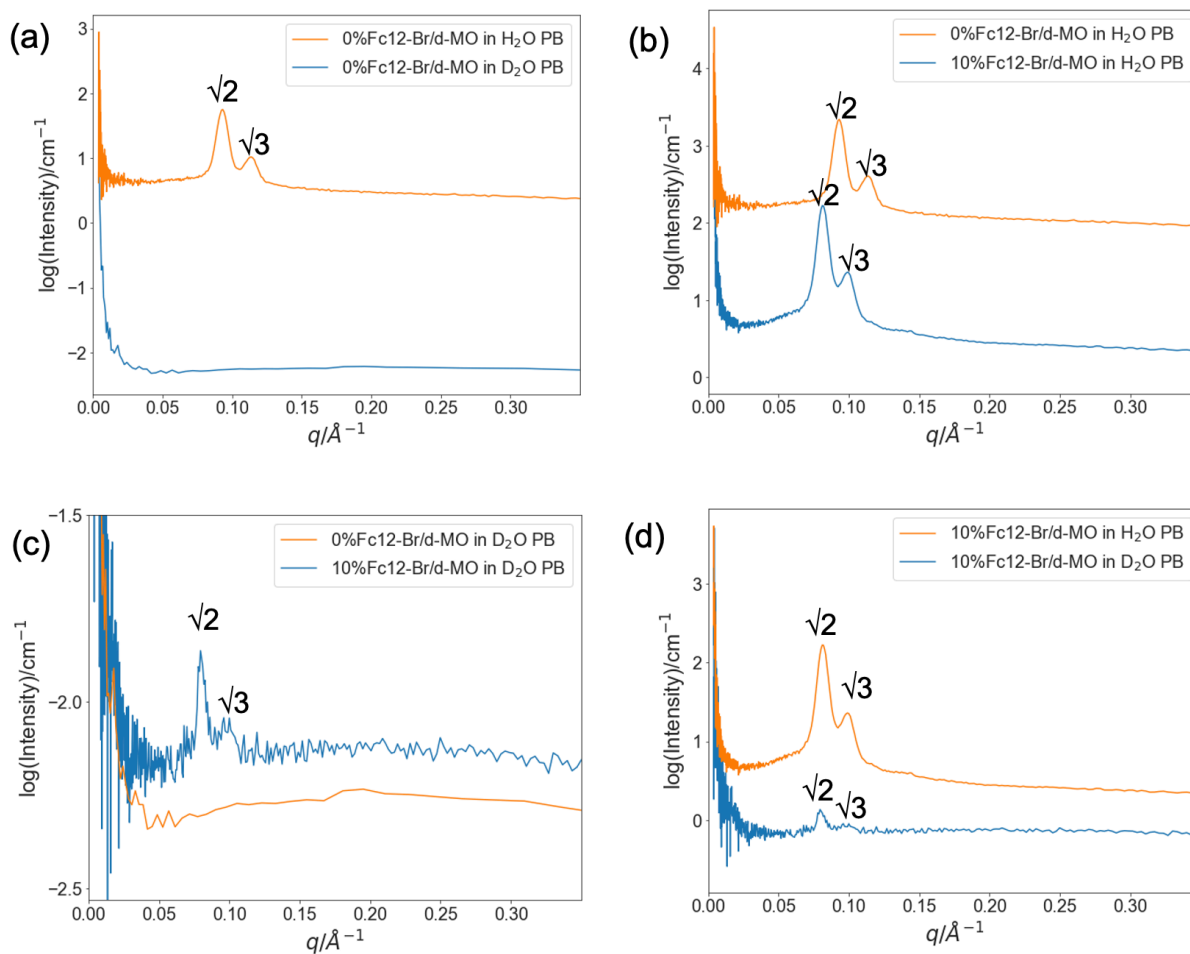 (a)
3
2
1
0
−1
−2
log(Intensity)/cm⁻¹
0%Fc12-Br/d-MO in H₂O PB
0%Fc12-Br/d-MO in D₂O PB
√2
√3
0.00 0.05 0.10 0.15 0.20 0.25 0.30
q/Å⁻¹
(b)
4
3
2
1
0
log(Intensity)/cm⁻¹
0%Fc12-Br/d-MO in H₂O PB
10%Fc12-Br/d-MO in H₂O PB
√2
√3
√2
√3
0.00 0.05 0.10 0.15 0.20 0.25 0.30
q/Å⁻¹
(c)
−1.5
−2.0
−2.5
log(Intensity)/cm⁻¹
0%Fc12-Br/d-MO in D₂O PB
10%Fc12-Br/d-MO in D₂O PB
√2
√3
0.00 0.05 0.10 0.15 0.20 0.25 0.30
q/Å⁻¹
(d)
3
2
1
0
log(Intensity)/cm⁻¹
10%Fc12-Br/d-MO in H₂O PB
10%Fc12-Br/d-MO in D₂O PB
√2
√3
√2
√3
0.00 0.05 0.10 0.15 0.20 0.25 0.30
q/Å⁻¹